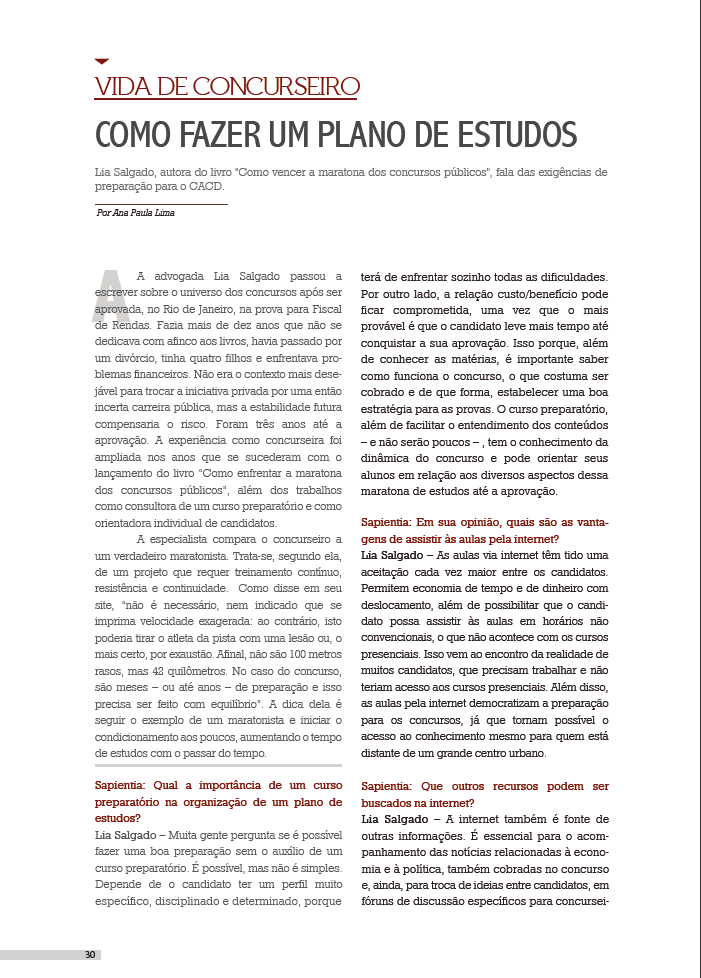 VIDA DE CONCURSEIRO
COMO FAZER UM PLANO DE ESTUDOS
Lia Salgado, autora do livro "Como vencer a maratona dos concursos públicos", fala das exigências de
preparação para o CACD.
Por Ana Paula Lima
A
A advogada Lia Salgado passou a
escrever sobre o universo dos concursos após ser
aprovada, no Rio de Janeiro, na prova para Fiscal
de Rendas. Fazia mais de dez anos que não se
dedicava com afinco aos livros, havia passado por
um divórcio, tinha quatro filhos e enfrentava pro-
blemas financeiros. Não era o contexto mais dese-
jável para trocar a iniciativa privada por uma então
incerta carreira pública, mas a estabilidade futura
compensaria o risco. Foram três anos até a
aprovação. A experiência como concurseira foi
ampliada nos anos que se sucederam com o
lançamento do livro "Como enfrentar a maratona
dos concursos públicos", além dos trabalhos
como consultora de um curso preparatório e como
orientadora individual de candidatos.
A especialista compara o concurseiro a
um verdadeiro maratonista. Trata-se, segundo ela,
de um projeto que requer treinamento contínuo,
resistência e continuidade. Como disse em seu
site, "não é necessário, nem indicado que se
imprima velocidade exagerada: ao contrário, isto
poderia tirar o atleta da pista com uma lesão ou, o
mais certo, por exaustão. Afinal, não são 100 metros
rasos, mas 42 quilômetros. No caso do concurso,
são meses – ou até anos – de preparação e isso
precisa ser feito com equilíbrio". A dica dela é
seguir o exemplo de um maratonista e iniciar o
condicionamento aos poucos, aumentando o tempo
de estudos com o passar do tempo.
Sapientia: Qual a importância de um curso
preparatório na organização de um plano de
estudos?
Lia Salgado – Muita gente pergunta se é possível
fazer uma boa preparação sem o auxílio de um
curso preparatório. É possível, mas não é simples.
Depende de o candidato ter um perfil muito
específico, disciplinado e determinado, porque
terá de enfrentar sozinho todas as dificuldades.
Por outro lado, a relação custo/benefício pode
ficar comprometida, uma vez que o mais
provável é que o candidato leve mais tempo até
conquistar a sua aprovação. Isso porque, além
de conhecer as matérias, é importante saber
como funciona o concurso, o que costuma ser
cobrado e de que forma, estabelecer uma boa
estratégia para as provas. O curso preparatório,
além de facilitar o entendimento dos conteúdos
– e não serão poucos – , tem o conhecimento da
dinâmica do concurso e pode orientar seus
alunos em relação aos diversos aspectos dessa
maratona de estudos até a aprovação.
Sapientia: Em sua opinião, quais são as vanta-
gens de assistir às aulas pela internet?
Lia Salgado – As aulas via internet têm tido uma
aceitação cada vez maior entre os candidatos.
Permitem economia de tempo e de dinheiro com
deslocamento, além de possibilitar que o candi-
dato possa assistir às aulas em horários não
convencionais, o que não acontece com os cursos
presenciais. Isso vem ao encontro da realidade de
muitos candidatos, que precisam trabalhar e não
teriam acesso aos cursos presenciais. Além disso,
as aulas pela internet democratizam a preparação
para os concursos, já que tornam possível o
acesso ao conhecimento mesmo para quem está
distante de um grande centro urbano.
Sapientia: Que outros recursos podem ser
buscados na internet?
Lia Salgado – A internet também é fonte de
outras informações. É essencial para o acom-
panhamento das notícias relacionadas à econo-
mia e à política, também cobradas no concurso
e, ainda, para troca de ideias entre candidatos, em
fóruns de discussão específicos para concursei-
30